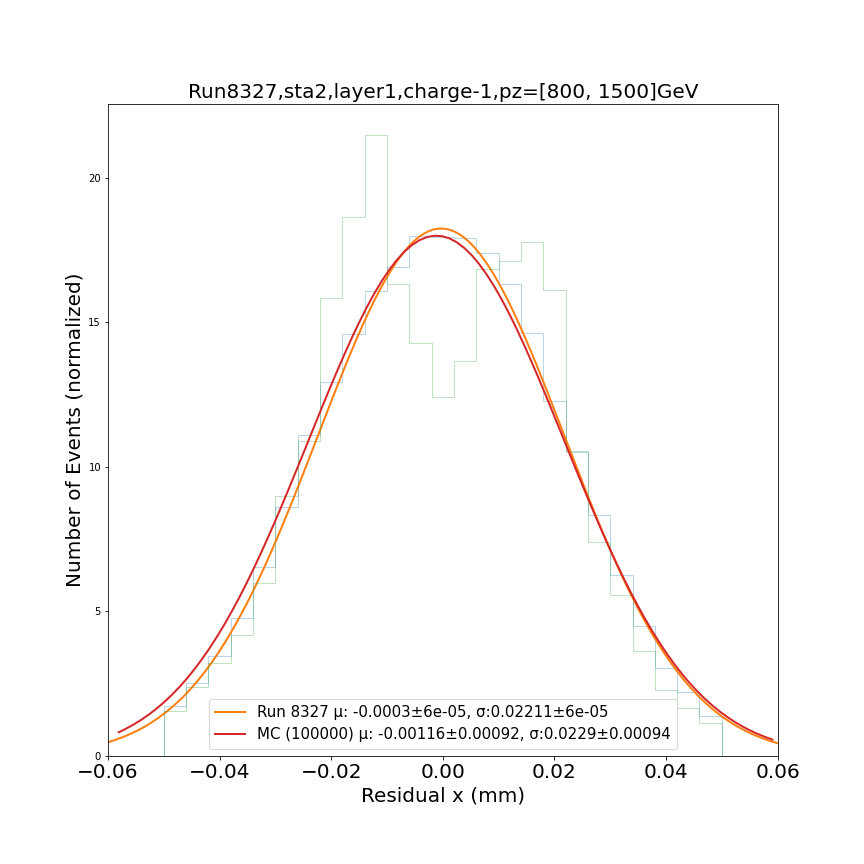 Run8327,sta2,layer1,charge-1,pz=[800, 1500]GeV
Number of Events (normalized)
20
15
10
5
0
Run 8327 μ: -0.0003±6e-05, σ:0.02211±6e-05
MC (100000) μ: -0.00116±0.00092, σ:0.0229±0.00094
−0.06 −0.04 −0.02 0.00 0.02 0.04 0.06
Residual x (mm)